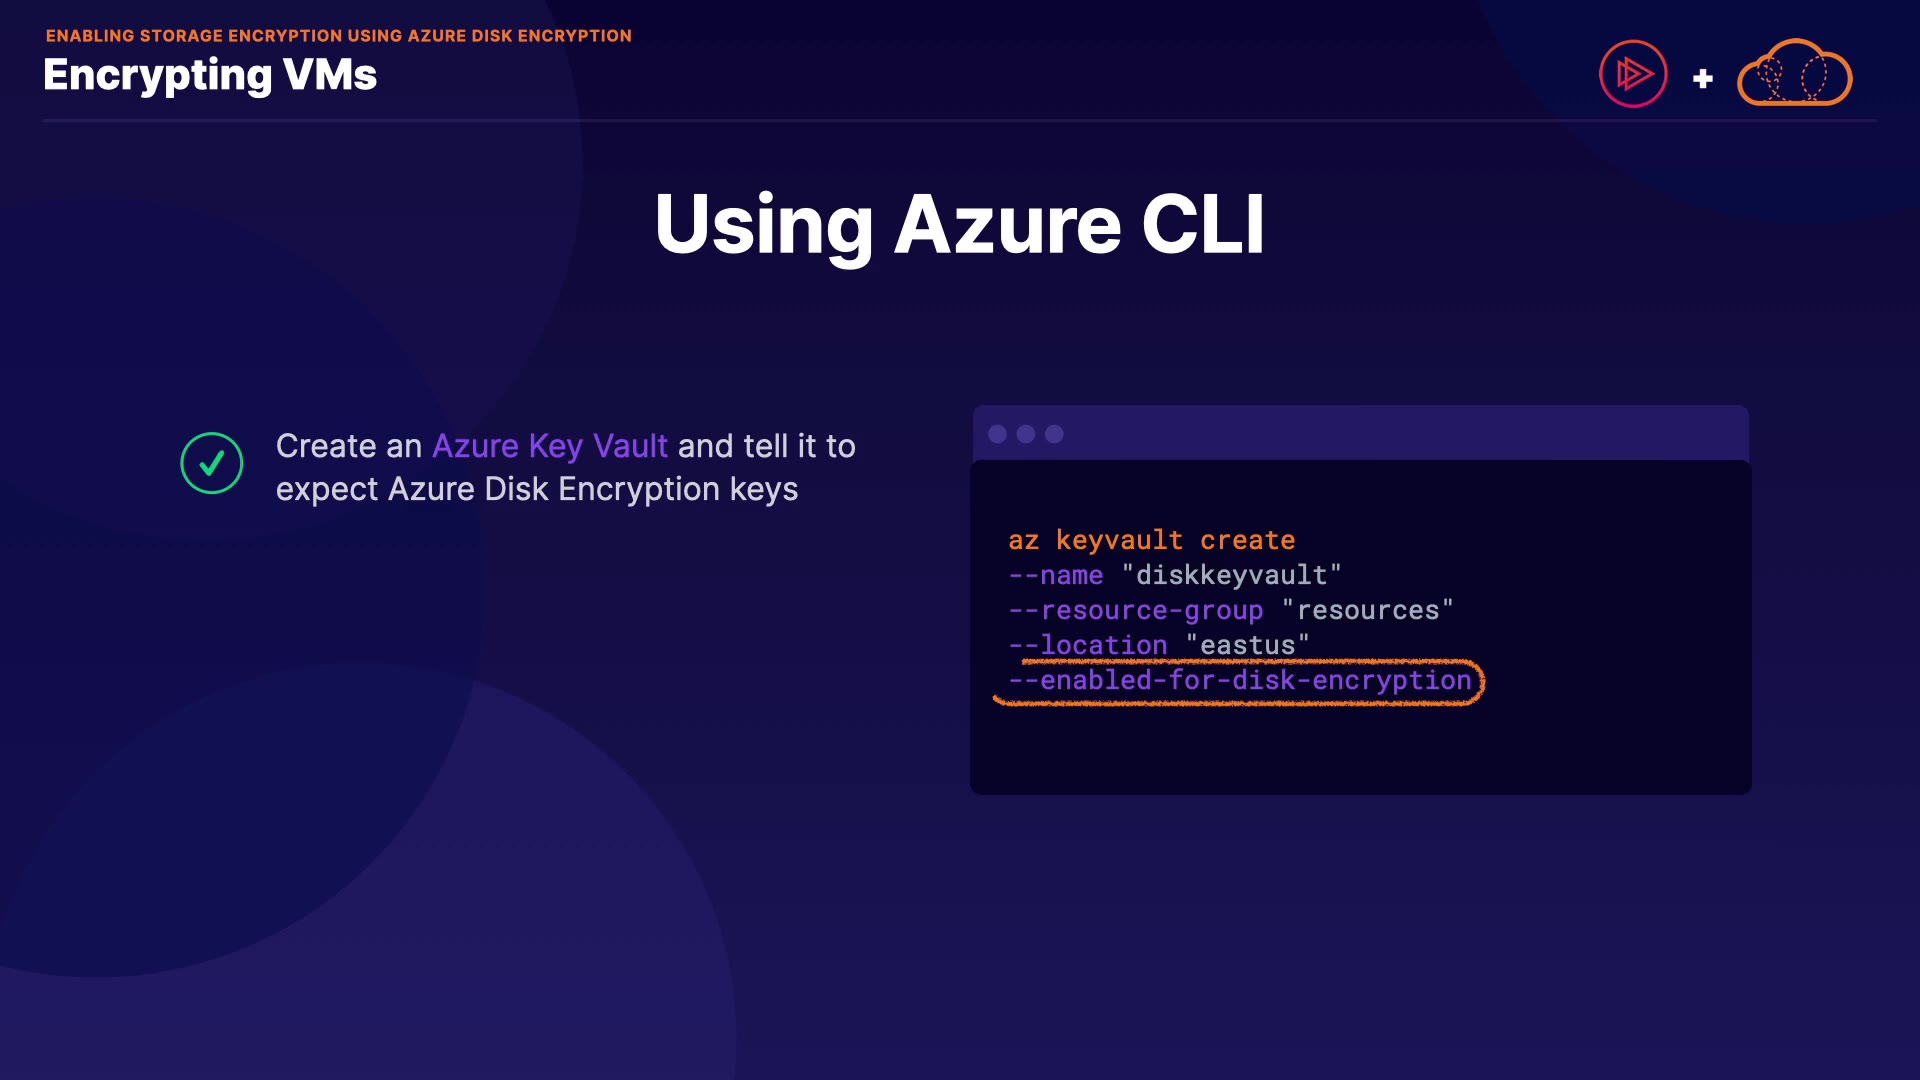 ENABLING STORAGE ENCRYPTION USING AZURE DISK ENCRYPTION
Encrypting VMs
+
Using Azure CLI
Create an Azure Key Vault and tell it to
expect Azure Disk Encryption keys
az keyvault create
--name "diskkeyvault"
--resource-group "resources"
--location "eastus"
--enabled-for-disk-encryption